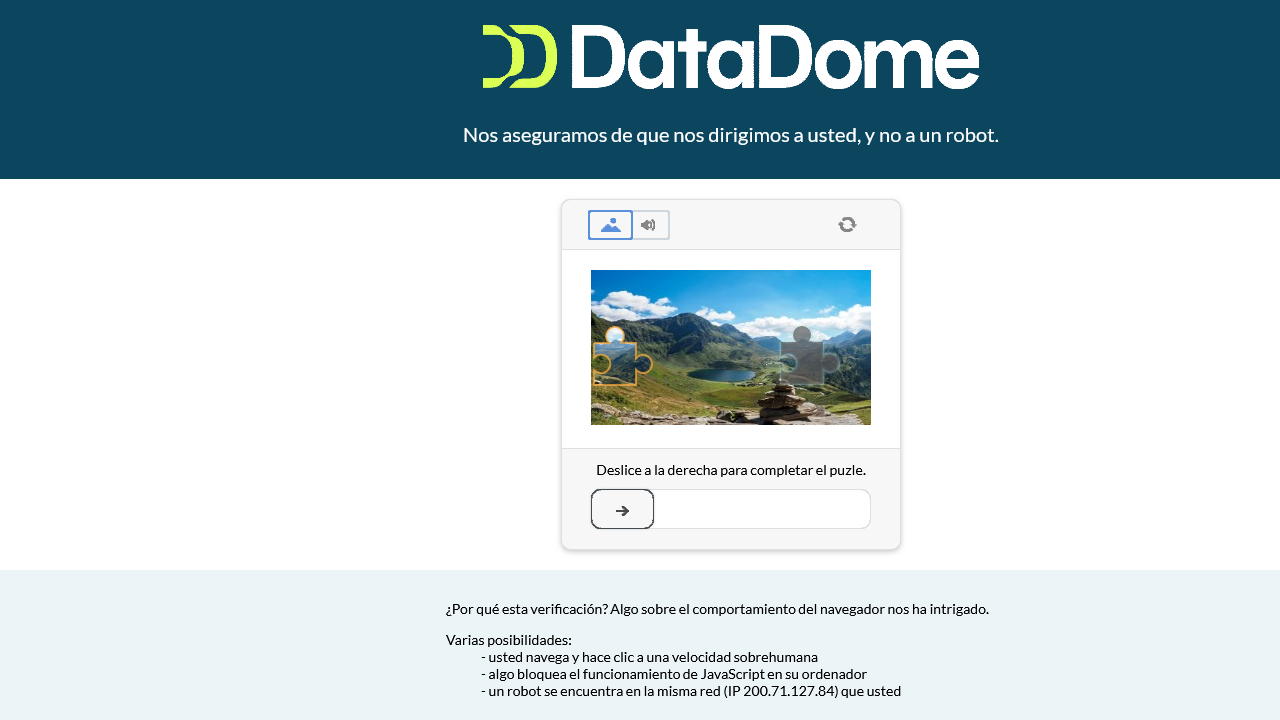 DataDome
Nos aseguramos de que nos dirigimos a usted, y no a un robot.
Deslice a la derecha para completar el puzle.
¿Por qué esta verificación? Algo sobre el comportamiento del navegador nos ha intrigado.
Varias posibilidades:
- usted navega y hace clic a una velocidad sobrehumana
- algo bloquea el funcionamiento de JavaScript en su ordenador
- un robot se encuentra en la misma red (IP 200.71.127.84) que usted